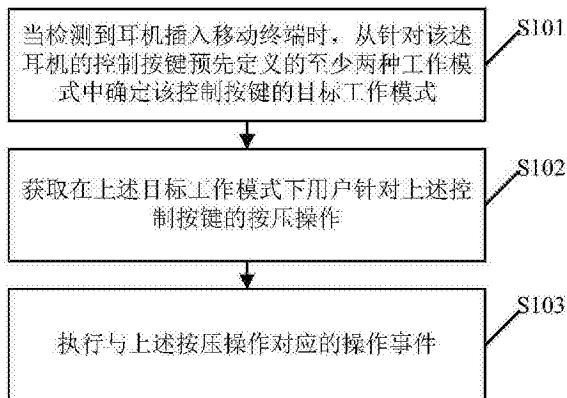 当检测到耳机插入移动终端时，从针对该述
耳机的控制按键预先定义的至少两种工作模
式中确定该控制按键的目标工作模式
S101
获取在上述目标工作模式下用户针对上述控
制按键的按压操作
S102
执行与上述按压操作对应的操作事件
S103